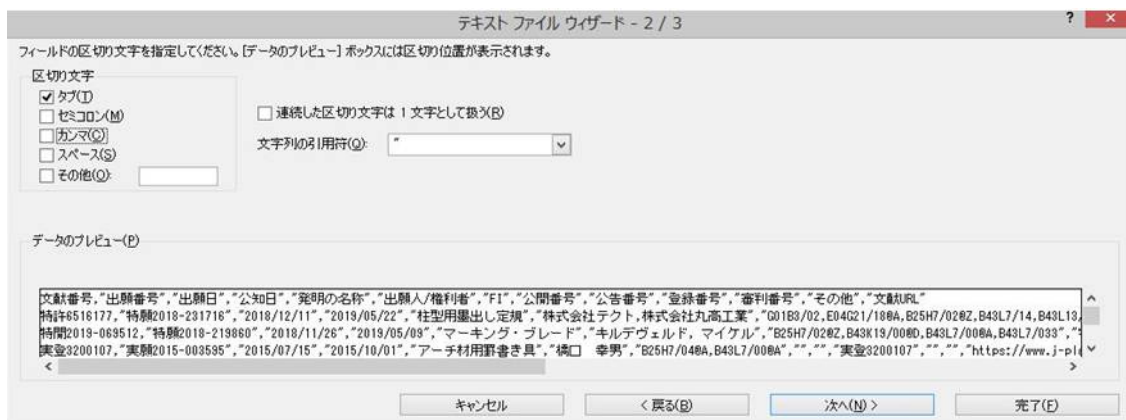 テキスト ファイル ウィザード - 2 / 3
?
×
フィールドの区切り文字を指定してください。[データのプレビュー] ボックスには区切り位置が表示されます。
区切り文字
タブ(T)
セミコロン(M)
カンマ(C)
スペース(S)
その他(O):
連続した区切り文字は 1 文字として扱う(R)
文字列の引用符(Q): "
データのプレビュー(P)
文献番号,"出願番号","出願日","公知日","発明の名称","出願人/権利者","FI","公開番号","公告番号","登録番号","審判番号","その他","文献URL"
特許6516177,"特願2018-231716","2018/12/11","2019/05/22","柱型用墨出し定規","株式会社テクト,株式会社丸高工業","G01B3/02,E04G21/18@A,B25H7/02@Z,B43L7/14,B43L13,
特開2019-069512,"特願2018-219860","2018/11/26","2019/05/09","マーキング・ブレード","キルデヴェルド, マイケル","B25H7/02@Z,B43K19/00@D,B43L7/00@A,B43L7/033","
実登3200107,"実願2015-003595","2015/07/15","2015/10/01","アーチ材用罫書き具","橋口　幸男","B25H7/04@A,B43L7/00@A","","","実登3200107","","","https://www.j-pl
キャンセル
< 戻る(B)
次へ(N) >
完了(F)